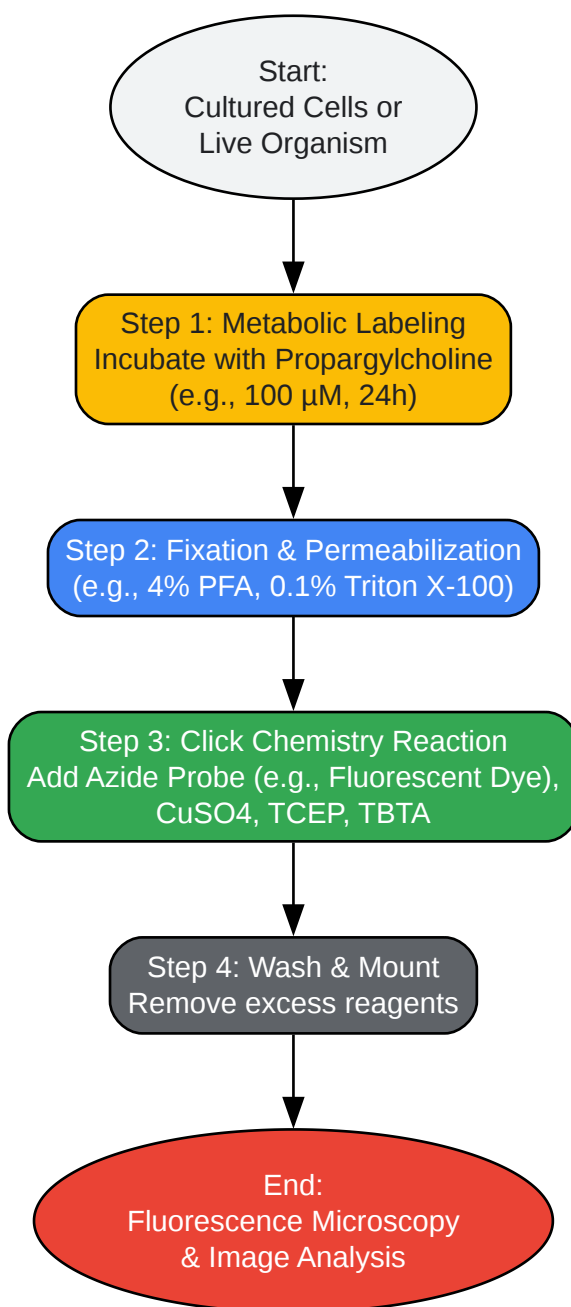 Start:
Cultured Cells or
Live Organism
Step 1: Metabolic Labeling
Incubate with Propargylcholine
(e.g., 100 µM, 24h)
Step 2: Fixation & Permeabilization
(e.g., 4% PFA, 0.1% Triton X-100)
Step 3: Click Chemistry Reaction
Add Azide Probe (e.g., Fluorescent Dye),
CuSO4, TCEP, TBTA
Step 4: Wash & Mount
Remove excess reagents
End:
Fluorescence Microscopy
& Image Analysis